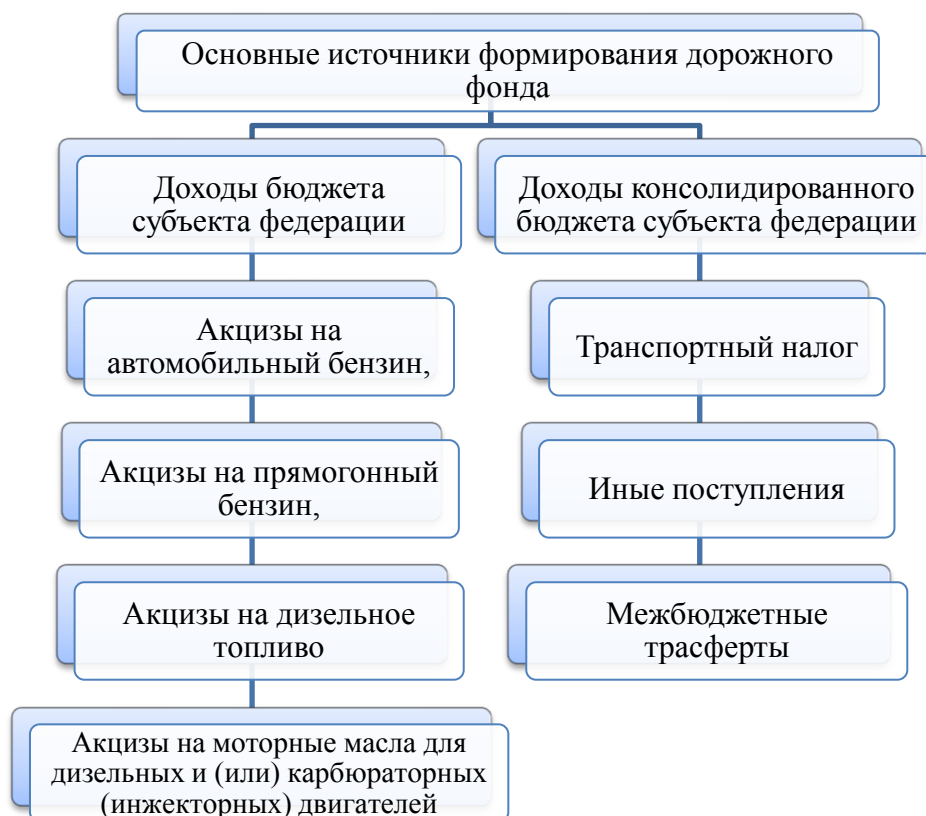 Основные источники формирования дорожного
фонда
Доходы бюджета
субъекта федерации
Доходы консолидированного
бюджета субъекта федерации
Акцизы на
автомобильный бензин,
Транспортный налог
Акцизы на прямогонный
бензин,
Иные поступления
Акцизы на дизельное
топливо
Межбюджетные
трасферты
Акцизы на моторные масла для
дизельных и (или) карбюраторных
(инжекторных) двигателей